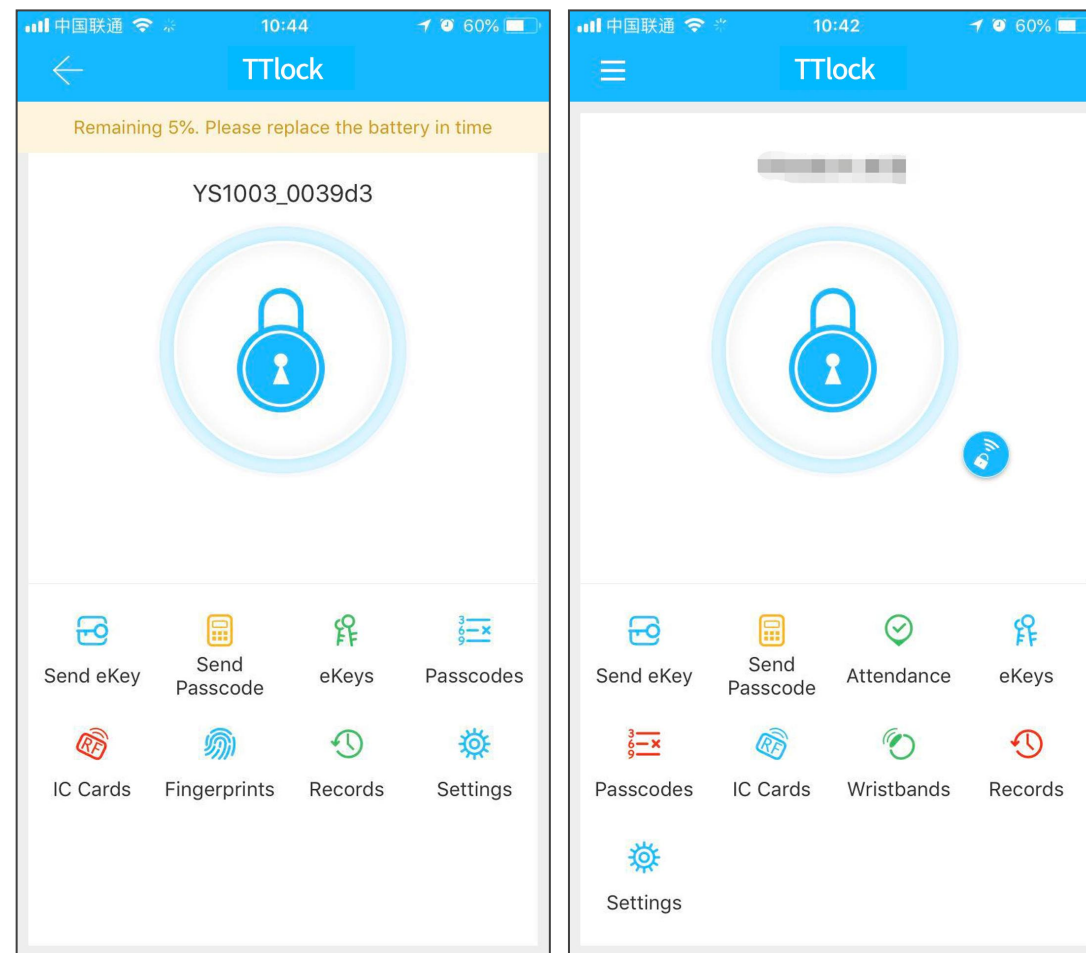 中国联通 10:44 60%
TTlock
Remaining 5%. Please replace the battery in time
YS1003_0039d3
Send eKey
Send
Passcode
eKeys
Passcodes
RF
IC Cards
Fingerprints
Records
Settings
中国联通 10:42 60%
TTlock
Send eKey
Send
Passcode
Attendance
eKeys
Passcodes
RF
IC Cards
Wristbands
Records
Settings